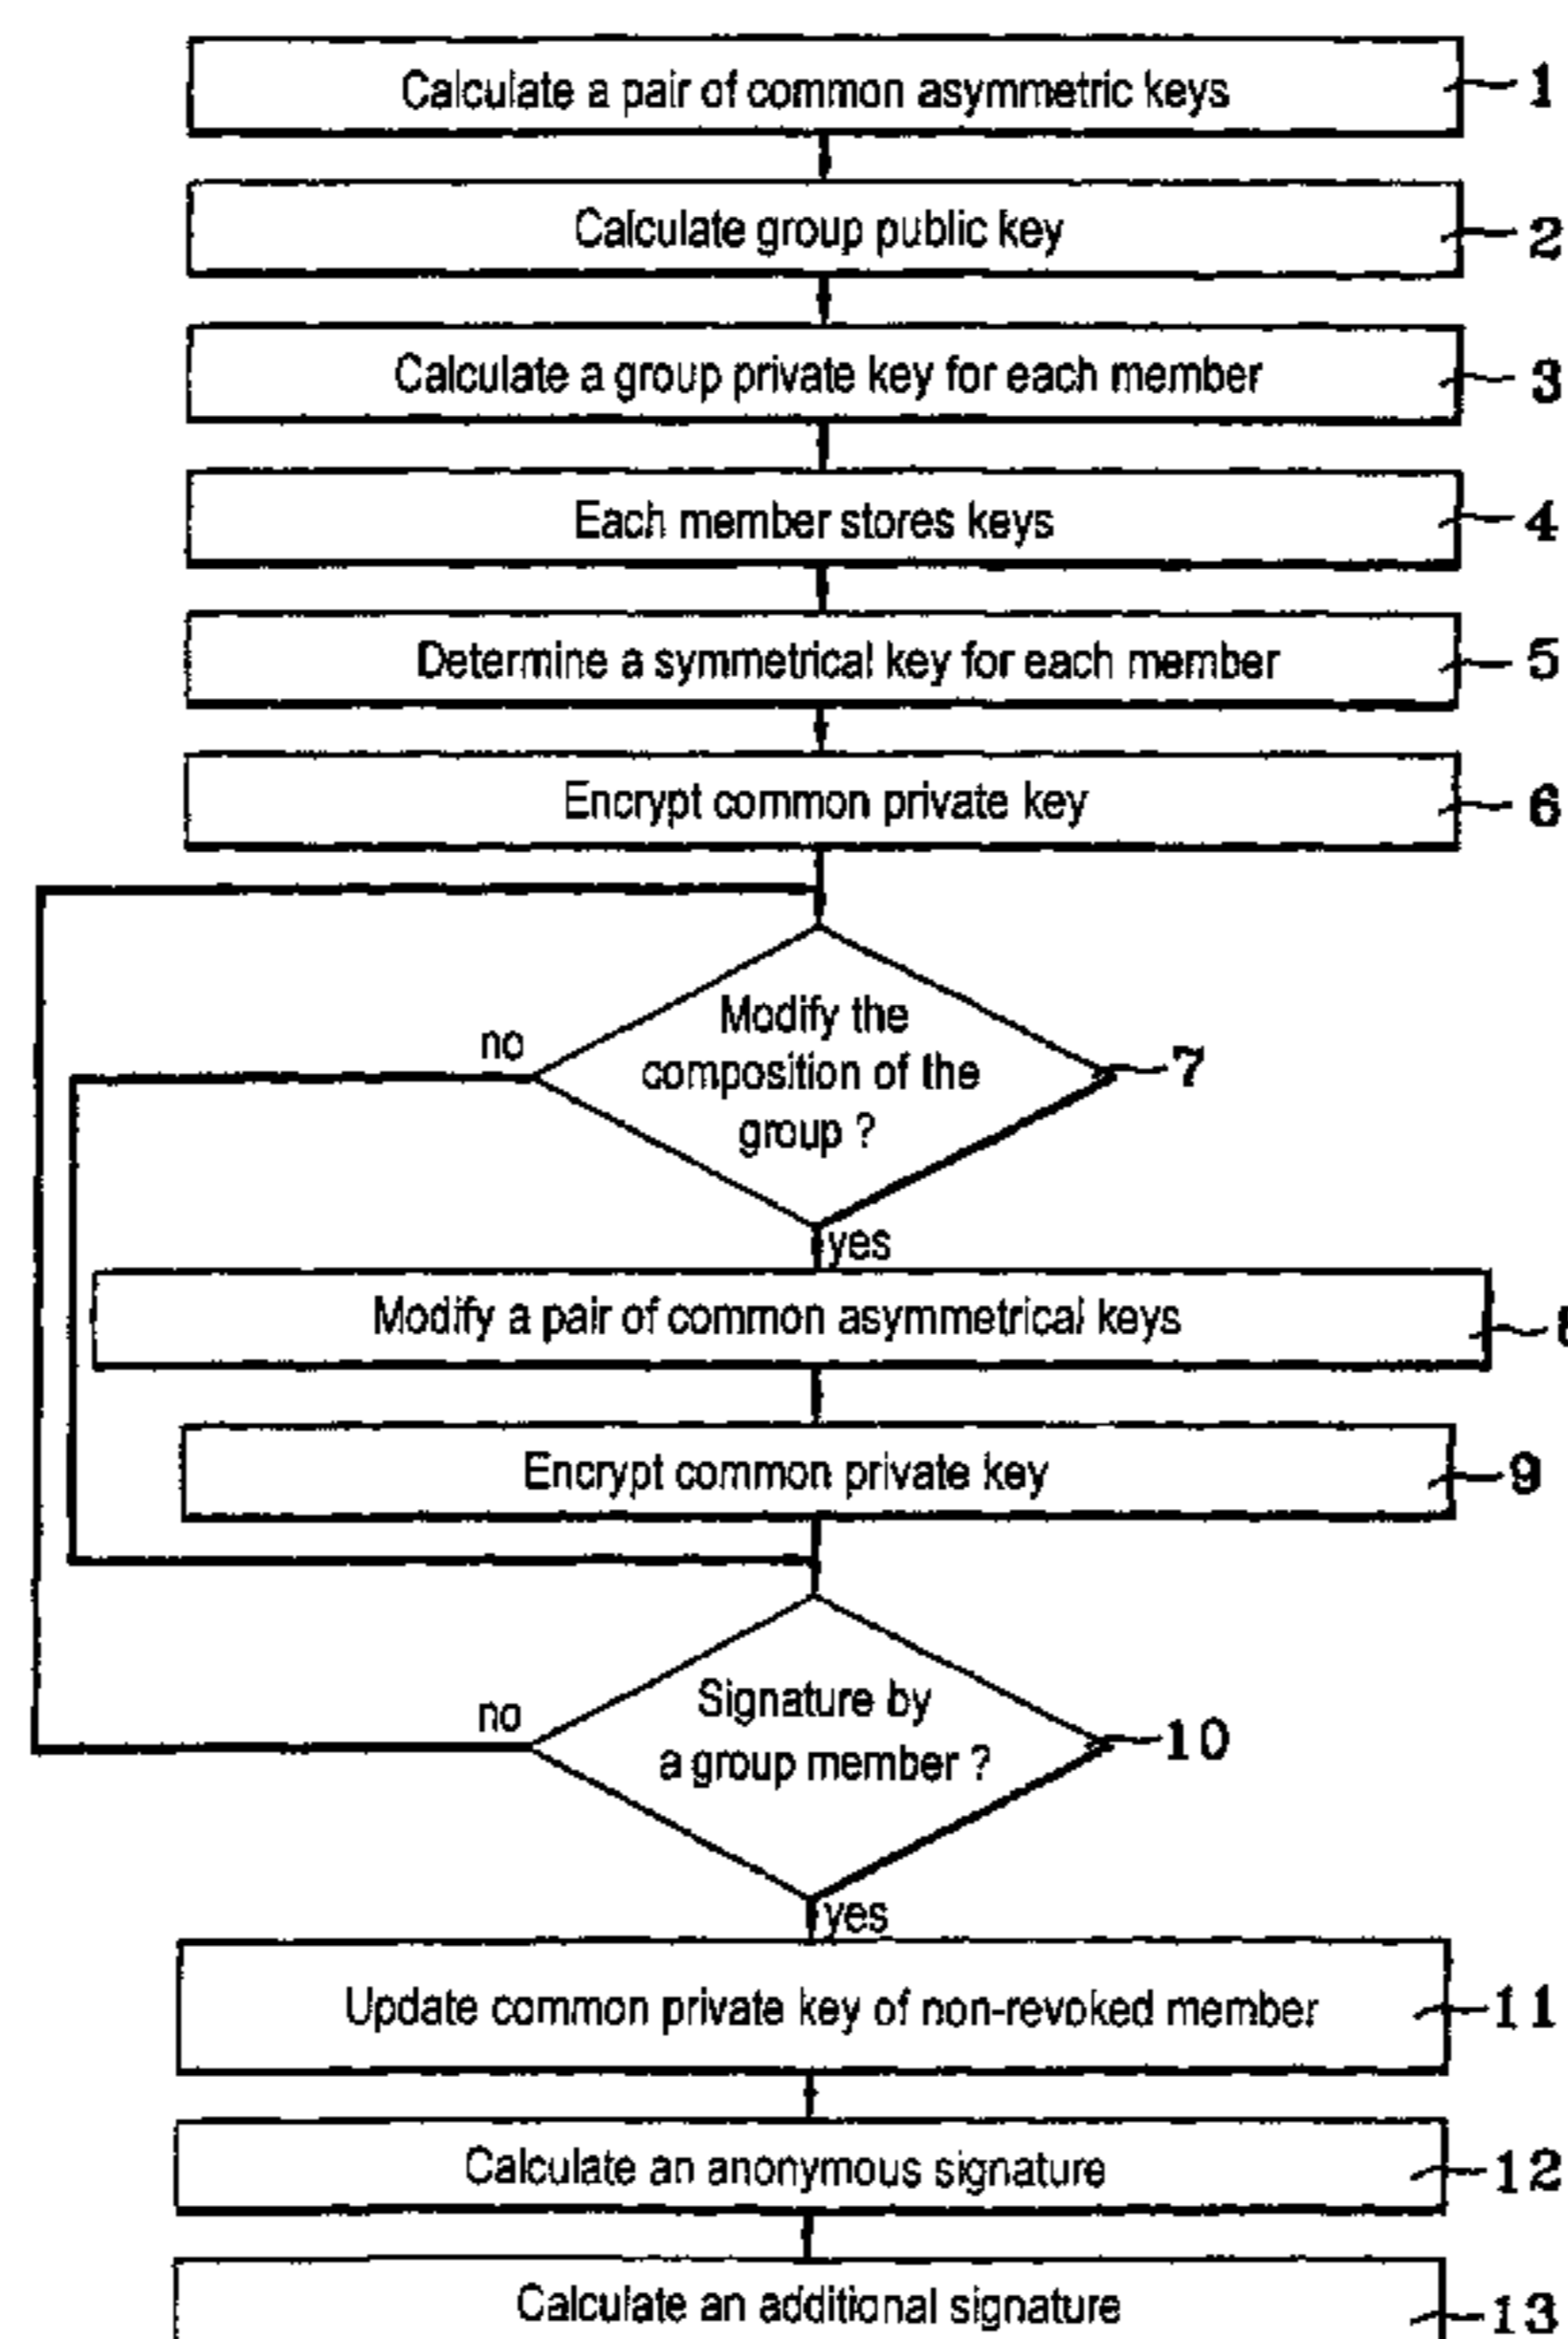 Calculate a pair of common asymmetric keys 1
Calculate group public key 2
Calculate a group private key for each member 3
Each member stores keys 4
Determine a symmetrical key for each member 5
Encrypt common private key 6
Modify the
no
composition of the 7
group ?
yes
Modify a pair of common asymmetrical keys
Encrypt common private key 9
Signature by
no
a group member ? 10
yes
Update common private key of non-revoked member 11
Calculate an anonymous signature 12
Calculate an additional signature 13